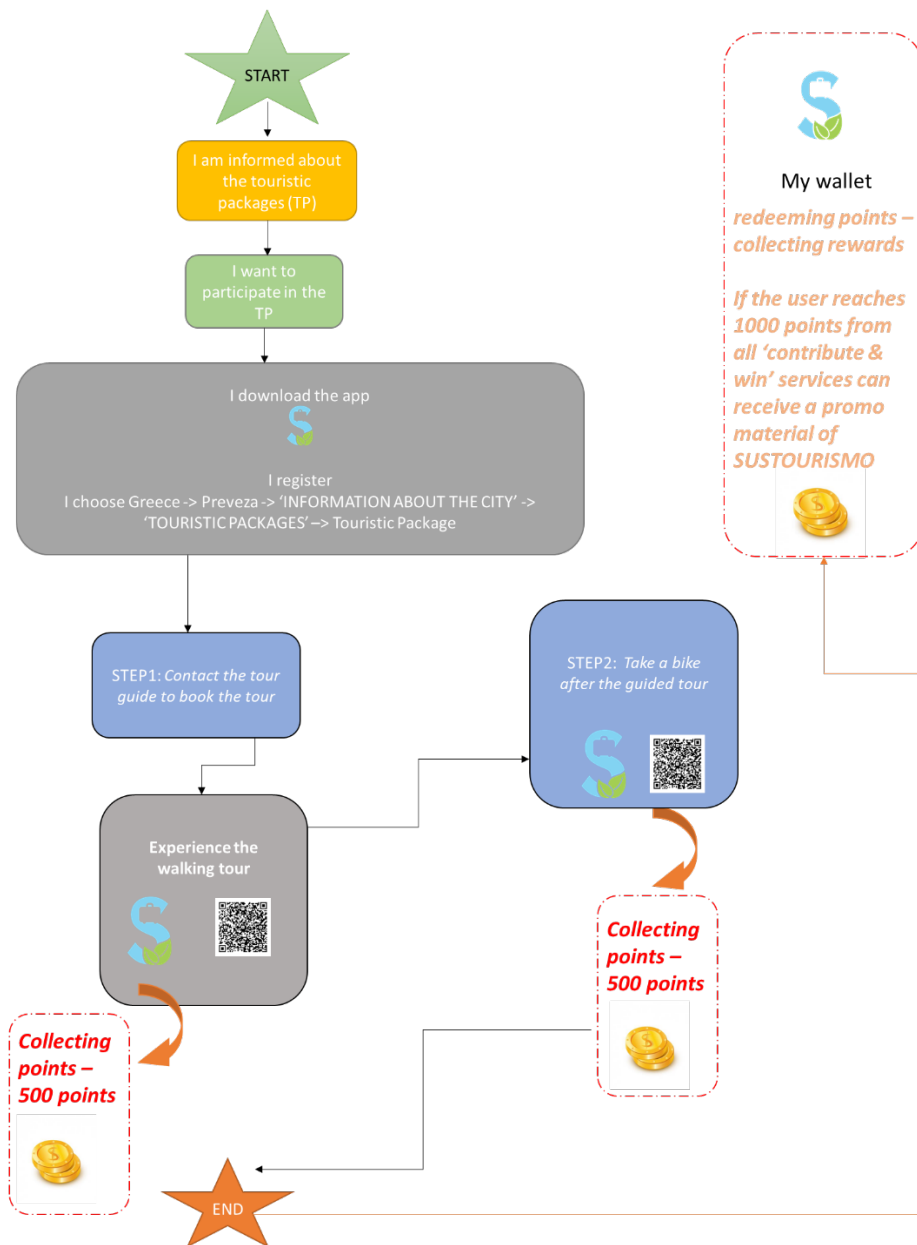 START
I am informed about
the touristic
packages (TP)
I want to
participate in the
TP
I download the app
I register
I choose Greece -> Preveza -> ‘INFORMATION ABOUT THE CITY’ ->
‘TOURISTIC PACKAGES’ –> Touristic Package
STEP1: Contact the tour
guide to book the tour
Experience the
walking tour
Collecting
points –
500 points
STEP2: Take a bike
after the guided tour
Collecting
points –
500 points
END
My wallet
redeeming points –
collecting rewards
If the user reaches
1000 points from
all ‘contribute &
win’ services can
receive a promo
material of
SUSTOURISMO